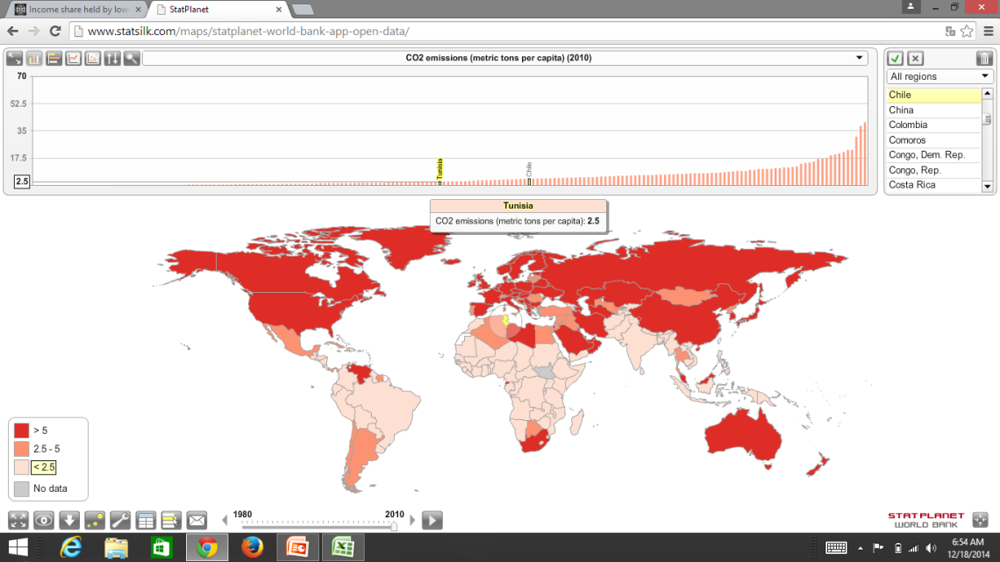 Income share held by low
StatPlanet
www.statsilk.com/maps/statplanet-world-bank-app-open-data/
CO2 emissions (metric tons per capita) (2010)
All regions
70
52.5
35
17.5
2.5
Tunisia
Chile
Chile
China
Colombia
Comoros
Congo, Dem. Rep.
Congo, Rep.
Costa Rica
Tunisia
CO2 emissions (metric tons per capita): 2.5
> 5
2.5 - 5
< 2.5
No data
1980
2010
STATPLANET
WORLD BANK
6:54 AM
12/18/2014